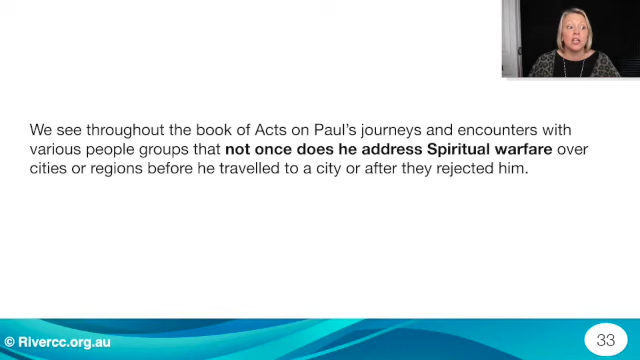 We see throughout the book of Acts on Paul's journeys and encounters with
various people groups that not once does he address Spiritual warfare over
cities or regions before he travelled to a city or after they rejected him.
© Rivercc.org.au
33